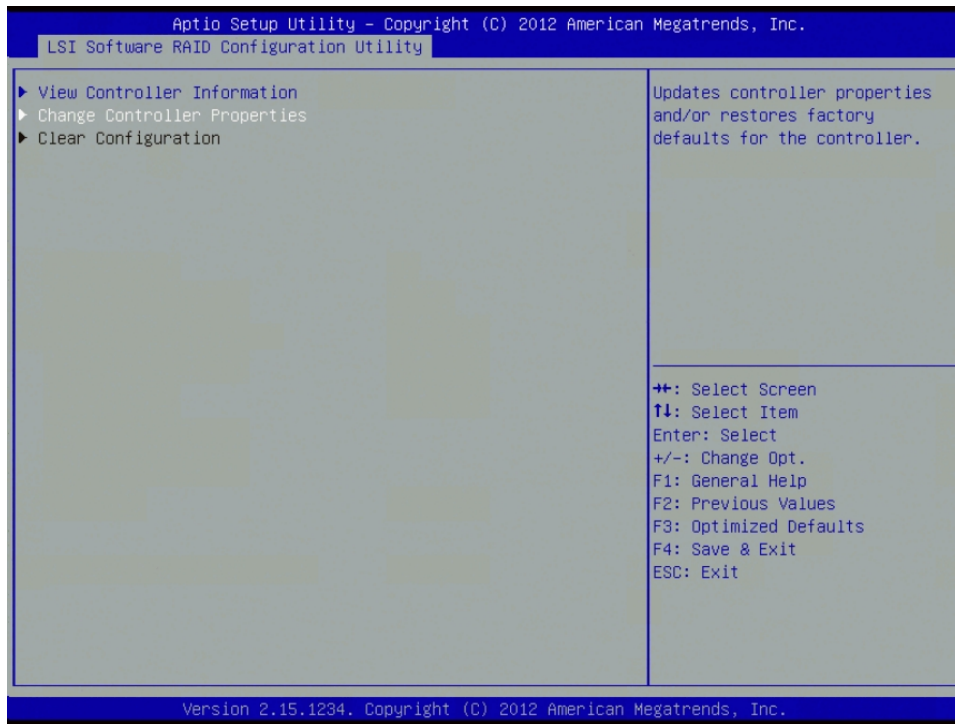 Aptio Setup Utility – Copyright (C) 2012 American Megatrends, Inc.
LSI Software RAID Configuration Utility
▶ View Controller Information
▶ Change Controller Properties
▶ Clear Configuration
Updates controller properties
and/or restores factory
defaults for the controller.
→←: Select Screen
↑↓: Select Item
Enter: Select
+/-: Change Opt.
F1: General Help
F2: Previous Values
F3: Optimized Defaults
F4: Save & Exit
ESC: Exit
Version 2.15.1234. Copyright (C) 2012 American Megatrends, Inc.